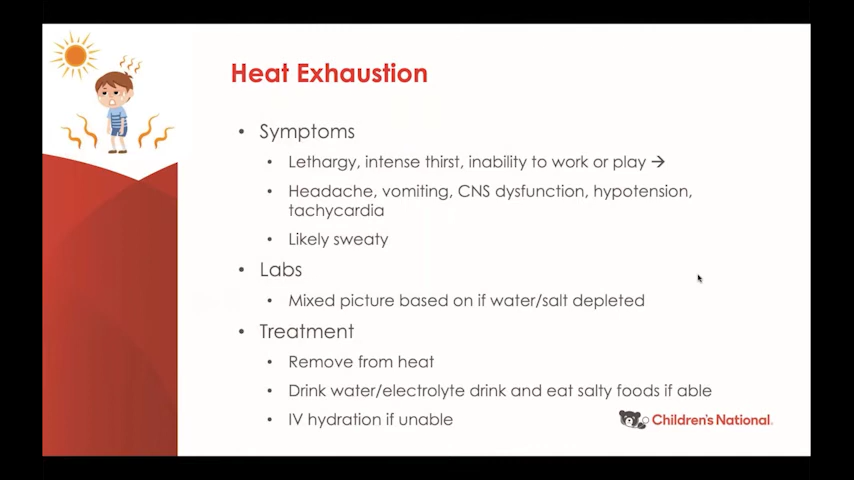 Heat Exhaustion
• Symptoms
• Lethargy, intense thirst, inability to work or play →
• Headache, vomiting, CNS dysfunction, hypotension,
tachycardia
• Likely sweaty
• Labs
• Mixed picture based on if water/salt depleted
• Treatment
• Remove from heat
• Drink water/electrolyte drink and eat salty foods if able
• IV hydration if unable
Children's National